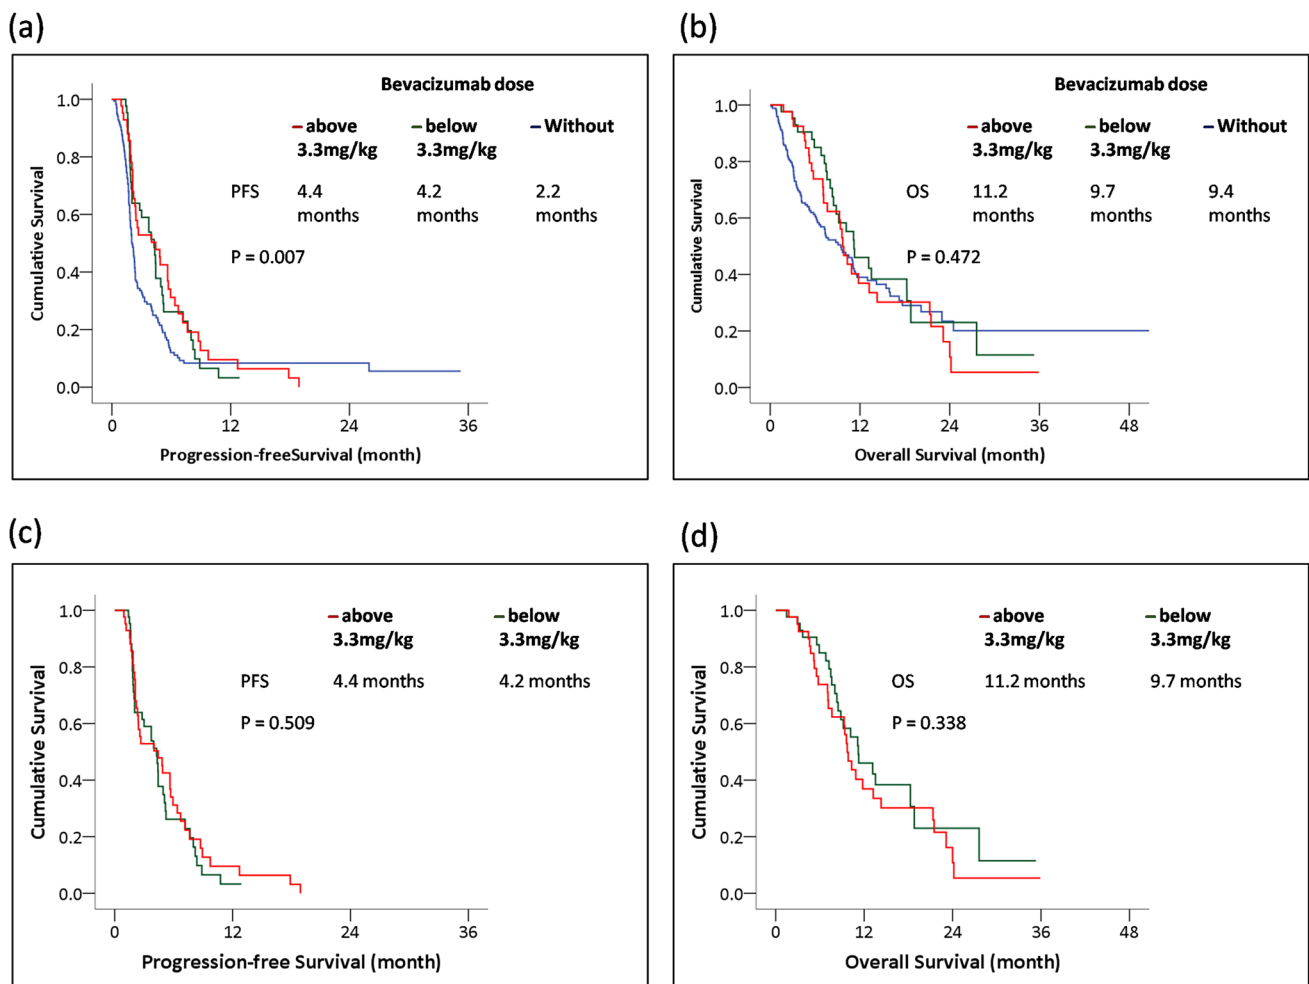 (a)
Bevacizumab dose
above 3.3mg/kg
below 3.3mg/kg
Without
PFS
4.4 months
4.2 months
2.2 months
P = 0.007
Cumulative Survival
1.0
0.8
0.6
0.4
0.2
0.0
0 12 24 36
Progression-freeSurvival (month)
(b)
Bevacizumab dose
above 3.3mg/kg
below 3.3mg/kg
Without
OS
11.2 months
9.7 months
9.4 months
P = 0.472
Cumulative Survival
1.0
0.8
0.6
0.4
0.2
0.0
0 12 24 36 48
Overall Survival (month)
(c)
above 3.3mg/kg
below 3.3mg/kg
PFS
4.4 months
4.2 months
P = 0.509
Cumulative Survival
1.0
0.8
0.6
0.4
0.2
0.0
0 12 24 36
Progression-free Survival (month)
(d)
above 3.3mg/kg
below 3.3mg/kg
OS
11.2 months
9.7 months
P = 0.338
Cumulative Survival
1.0
0.8
0.6
0.4
0.2
0.0
0 12 24 36 48
Overall Survival (month)